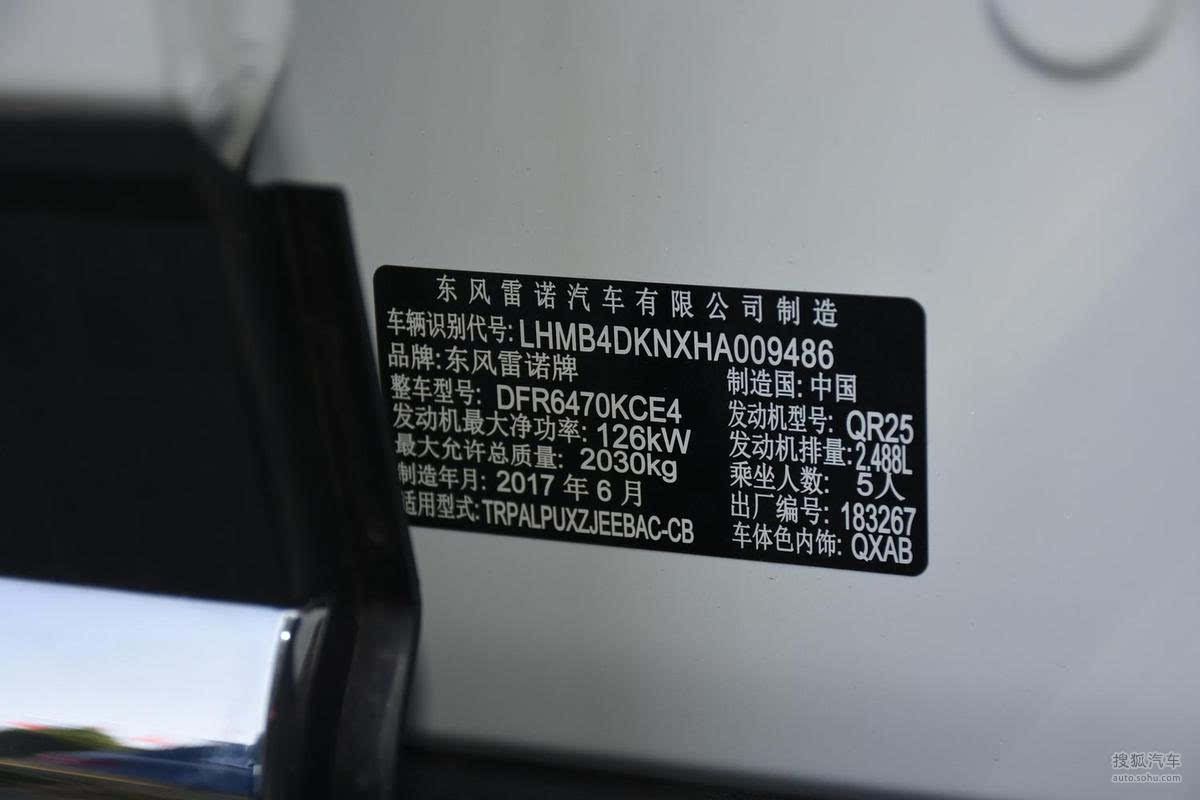 东风雷诺汽车有限公司制造
车辆识别代号: LHMB4DKNXHA009486
品牌: 东风雷诺牌 制造国: 中国
整车型号: DFR6470KCE4 发动机型号: QR25
发动机最大净功率: 126kW 发动机排量: 2.488L
最大允许总质量: 2030kg 乘坐人数: 5人
制造年月: 2017 年 6 月 出厂编号: 183267
适用型式: TRPALPUXZJEEBAC-CB 车体色内饰: QXAB
搜狐汽车
auto.sohu.com